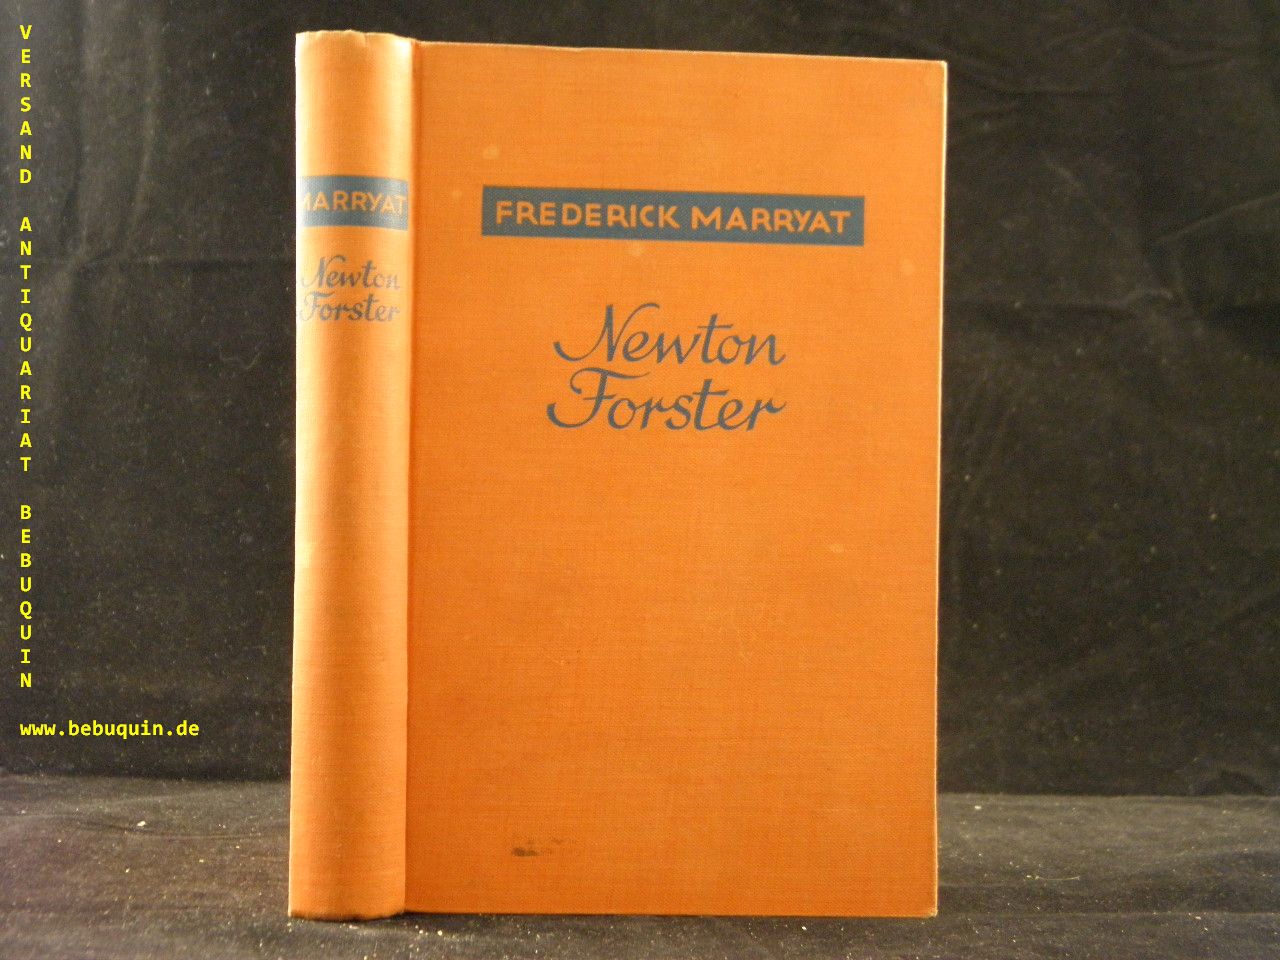 VERSAND ANTIQUARIAT BEBUQUIN
www.bebuquin.de
MARRYAT
Newton
Forster
FREDERICK MARRYAT
Newton
Forster